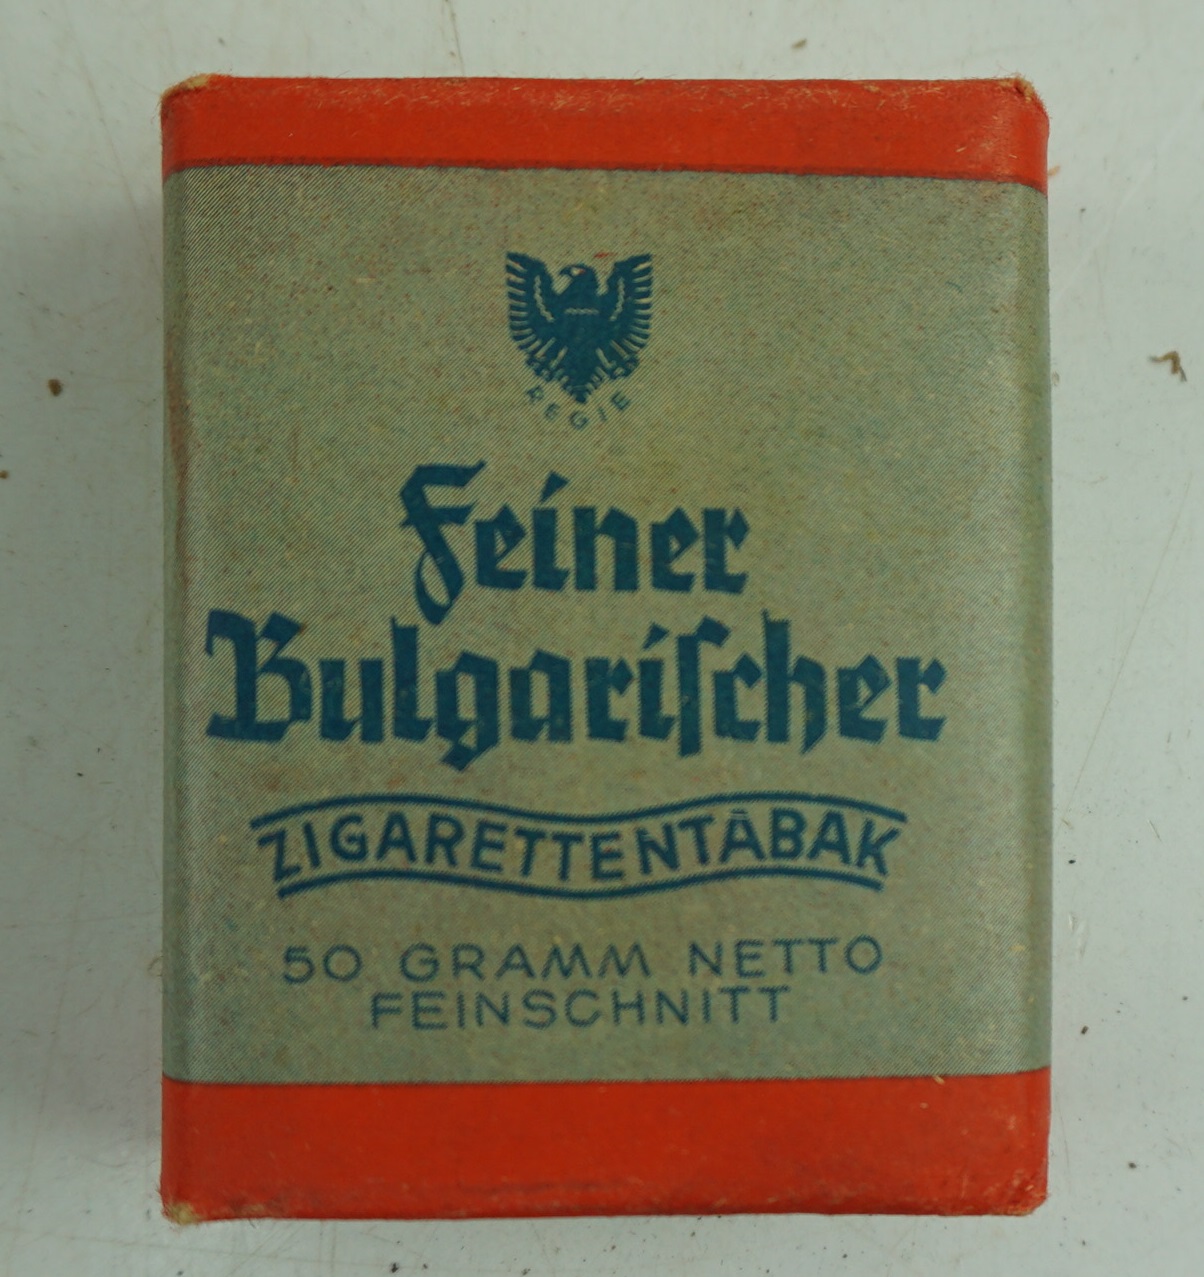 REGIE
Feiner
Bulgariſcher
ZIGARETTENTABAK
50 GRAMM NETTO
FEINSCHNITT